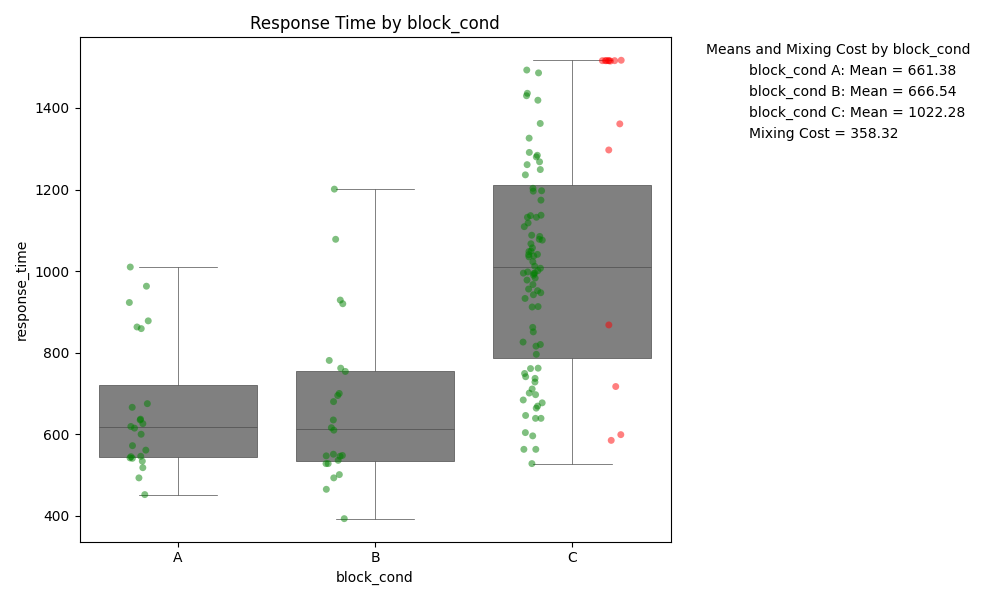 Response Time by block_cond
Means and Mixing Cost by block_cond
block_cond A: Mean = 661.38
block_cond B: Mean = 666.54
block_cond C: Mean = 1022.28
Mixing Cost = 358.32
response_time
1400
1200
1000
800
600
400
A
B
C
block_cond